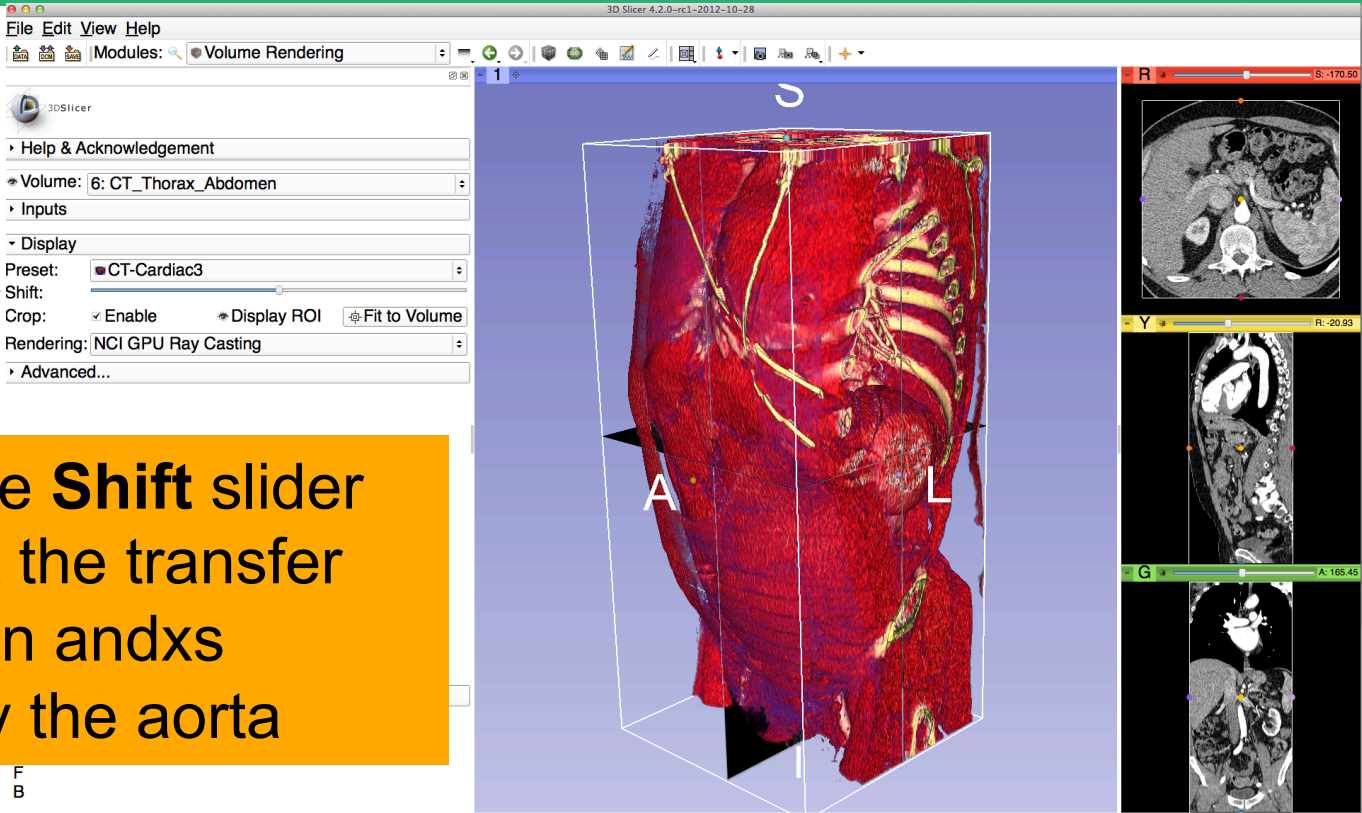 3D Slicer 4.2.0-rc1-2012-10-28
File Edit View Help
DATA DCM SAVE Modules: Volume Rendering
1
3DSlicer
Help & Acknowledgement
Volume: 6: CT_Thorax_Abdomen
Inputs
Display
Preset: CT-Cardiac3
Shift:
Crop: Enable Display ROI Fit to Volume
Rendering: NCI GPU Ray Casting
Advanced...
e Shift slider
the transfer
n andxs
y the aorta
F
B
S
A
L
I
R S: -170.50
Y R: -20.93
G A: 165.45